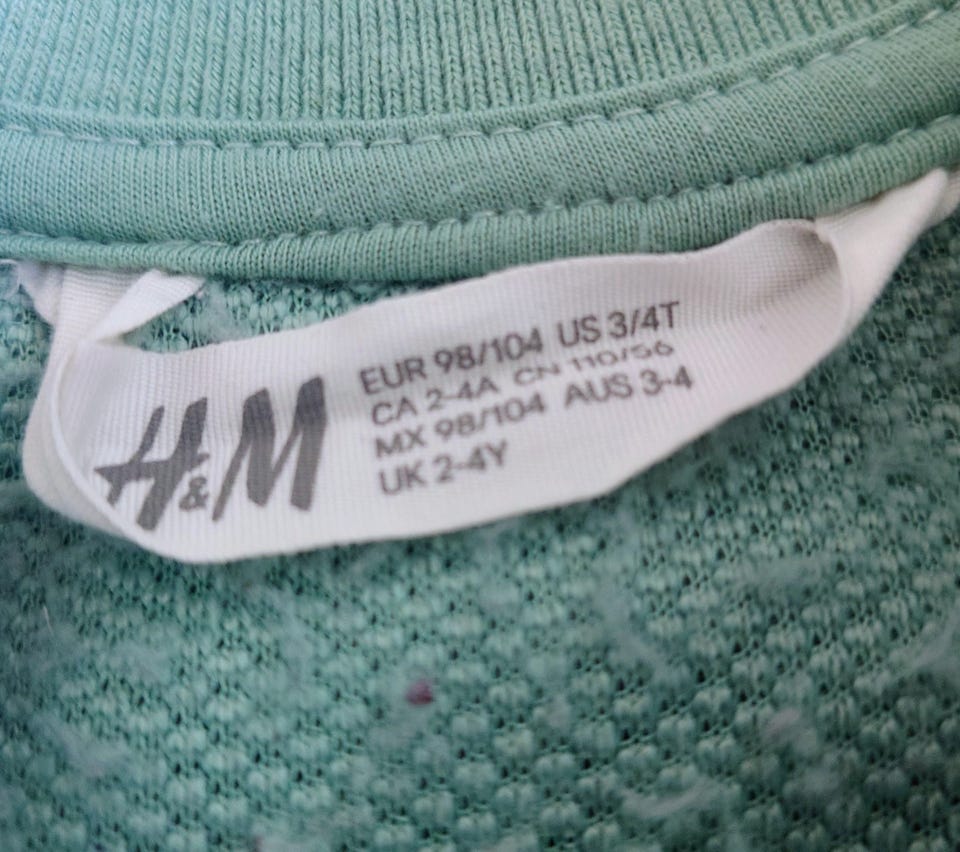 H&M
EUR 98/104 US 3/4T
CA 2-4A CN 110/56
MX 98/104 AUS 3-4
UK 2-4Y